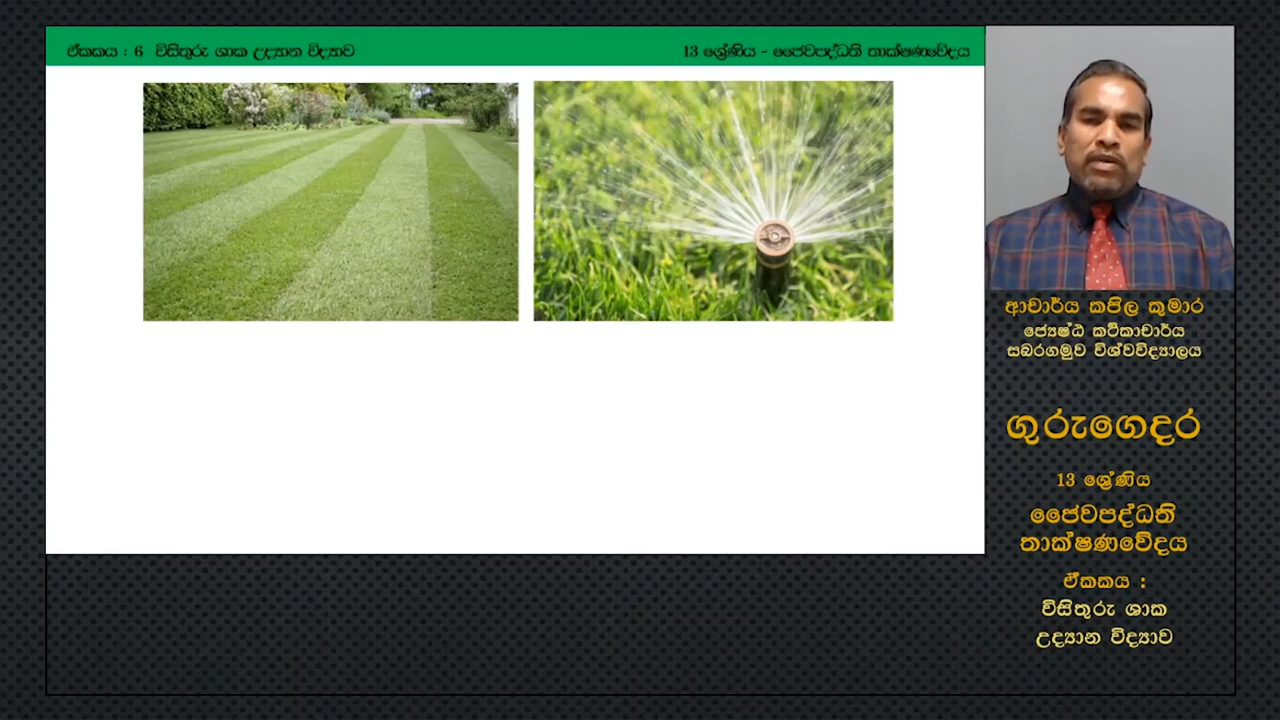 ඒකකය : 6 විසිතුරු ශාක උද්‍යාන විද්‍යාව
13 ශ්‍රේණිය - ජෛවපද්ධති තාක්ෂණවේදය
ආචාර්ය කපිල කුමාර
ජ්‍යෙෂ්ඨ කථිකාචාර්ය
සබරගමුව විශ්වවිද්‍යාලය
ගුරුගෙදර
13 ශ්‍රේණිය
ජෛවපද්ධති
තාක්ෂණවේදය
ඒකකය :
විසිතුරු ශාක
උද්‍යාන විද්‍යාව